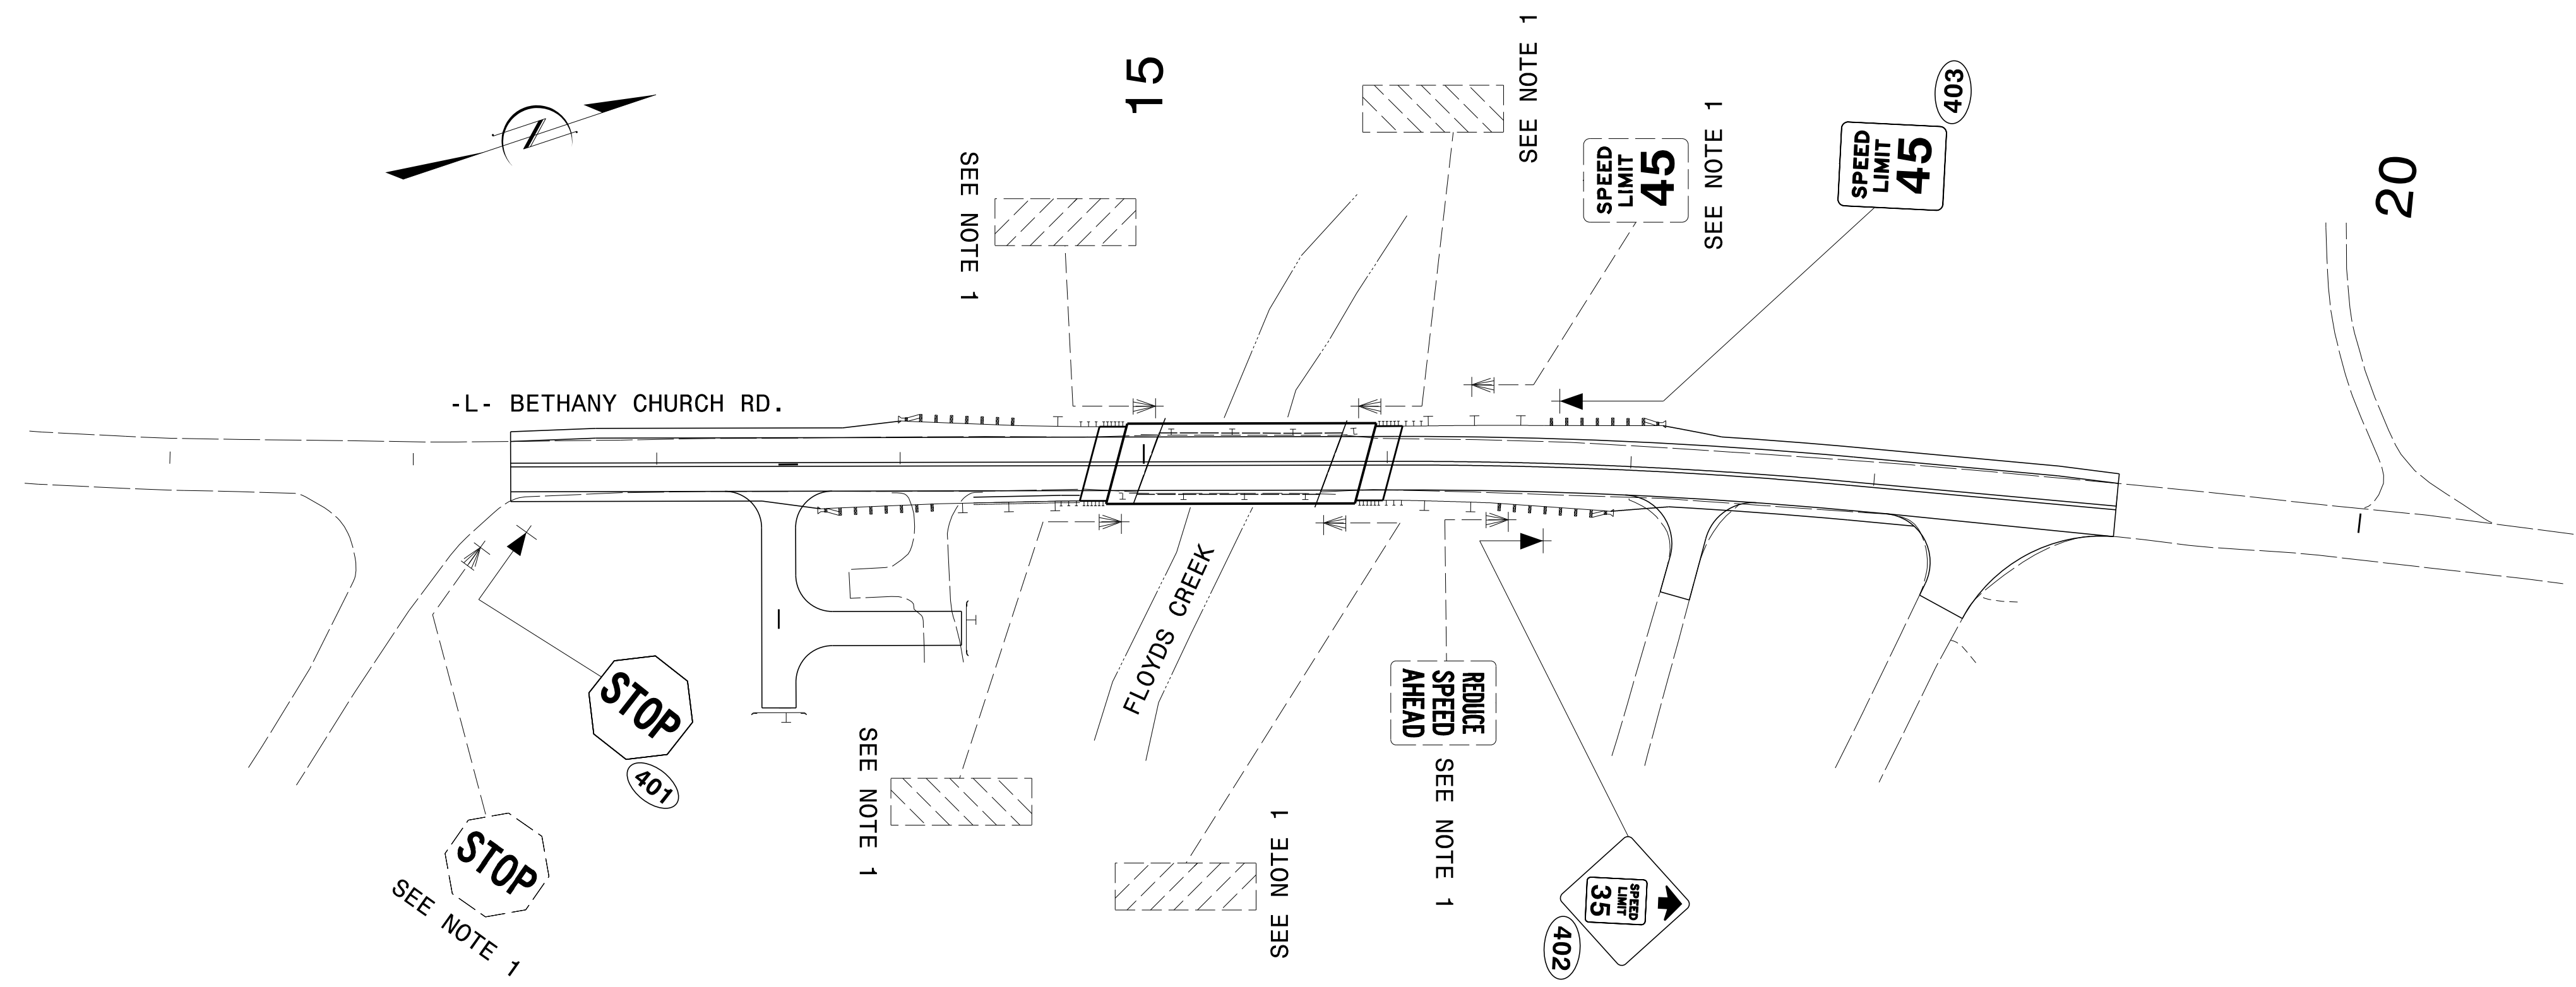 15
SEE NOTE 1
SEE NOTE 1
SPEED
LIMIT
45
SEE NOTE 1
SPEED
LIMIT
45
403
20
N
-L- BETHANY CHURCH RD.
FLOYDS CREEK
STOP
401
STOP
SEE NOTE 1
SEE NOTE 1
SEE NOTE 1
REDUCE
SPEED
AHEAD
SEE NOTE 1
SPEED
LIMIT
35
402